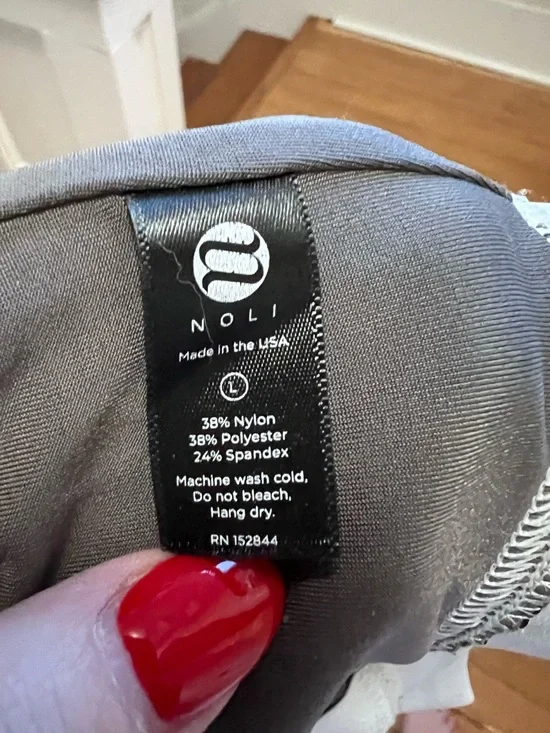 NOLI
Made in the USA
L
38% Nylon
38% Polyester
24% Spandex
Machine wash cold,
Do not bleach,
Hang dry.
RN 152844